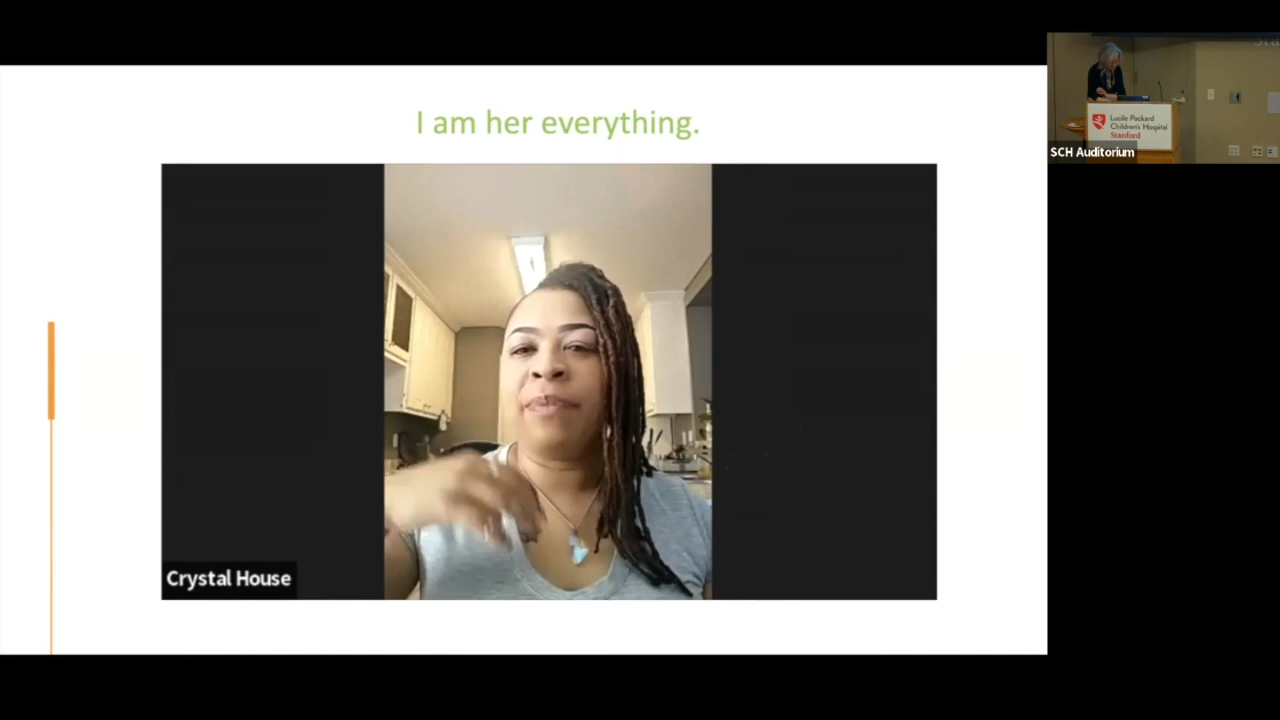 I am her everything.
Crystal House
Lucile Packard
Children's Hospital
Stanford
SCH Auditorium